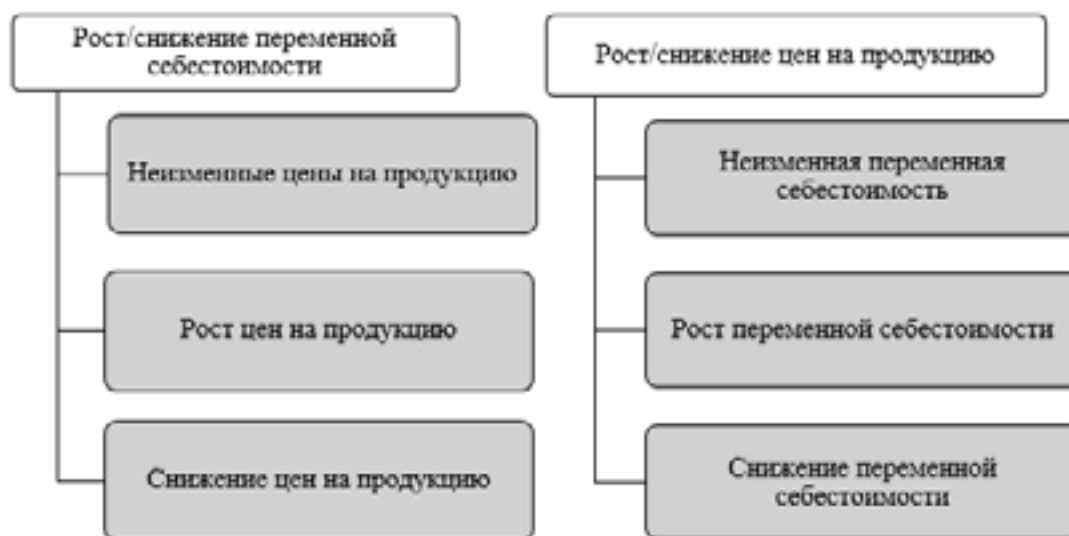 Рост/снижение переменной
себестоимости
Неизменные цены на продукцию
Рост цен на продукцию
Снижение цен на продукцию
Рост/снижение цен на продукцию
Неизменная переменная
себестоимость
Рост переменной себестоимости
Снижение переменной
себестоимости